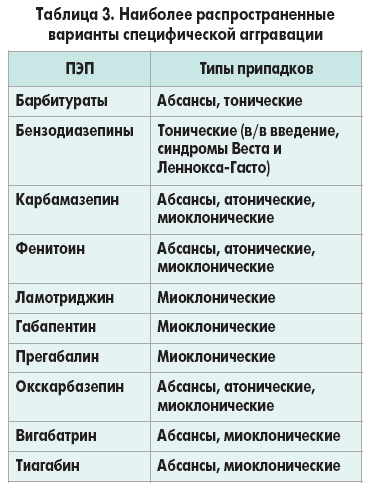 Таблица 3. Наиболее распространенные
варианты специфической аггравации
ПЭП Типы припадков
Барбитураты Абсансы, тонические
Бензодиазепины Тонические (в/в введение,
синдромы Веста и
Леннокса-Гасто)
Карбамазепин Абсансы, атонические,
миоклонические
Фенитоин Абсансы, атонические,
миоклонические
Ламотриджин Миоклонические
Габапентин Миоклонические
Прегабалин Миоклонические
Окскарбазепин Абсансы, атонические,
миоклонические
Вигабатрин Абсансы, миоклонические
Тиагабин Абсансы, миоклонические